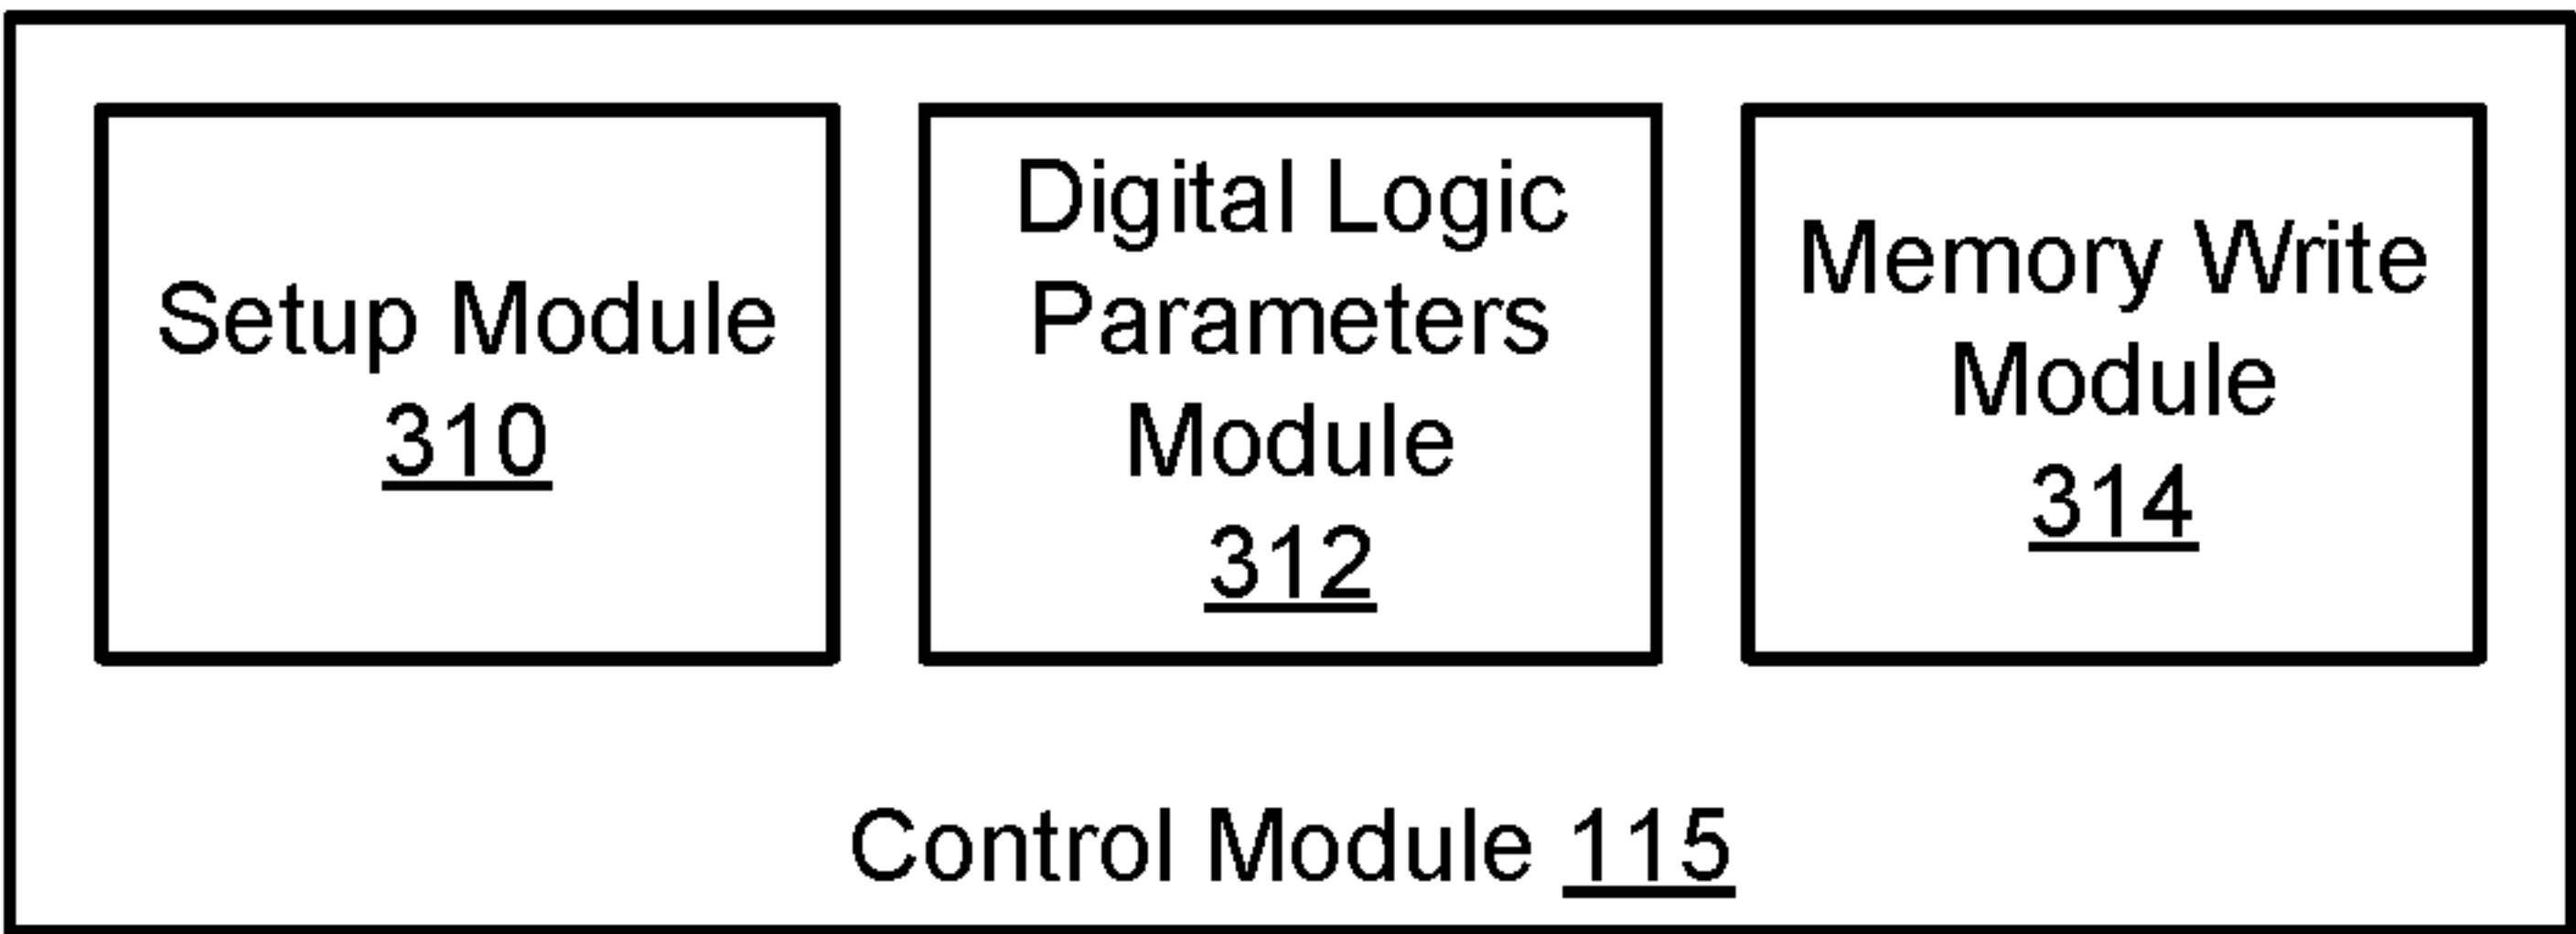 Setup Module
310
Digital Logic
Parameters
Module
312
Memory Write
Module
314
Control Module 115